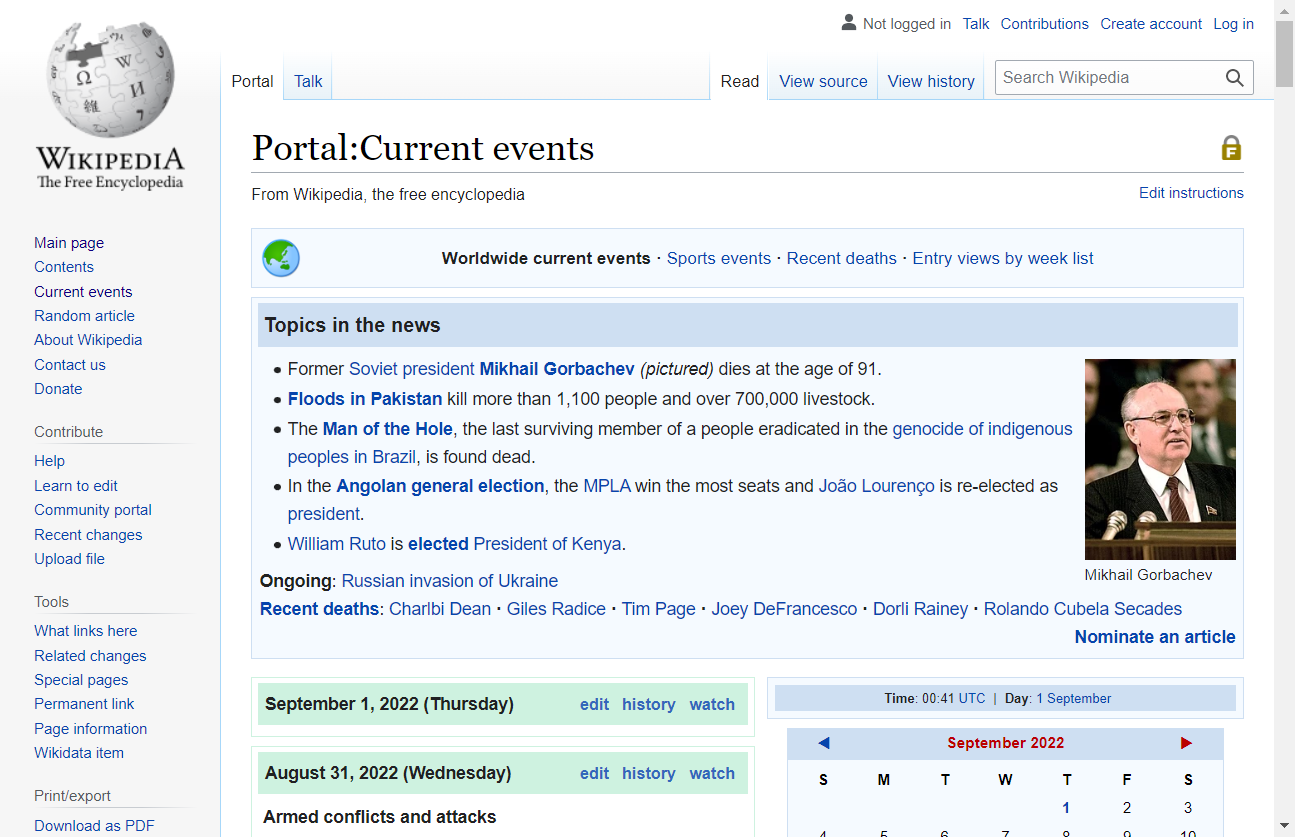 Not logged in Talk Contributions Create account Log in
Portal Talk Read View source View history Search Wikipedia
WIKIPEDIA
The Free Encyclopedia
Main page
Contents
Current events
Random article
About Wikipedia
Contact us
Donate
Contribute
Help
Learn to edit
Community portal
Recent changes
Upload file
Tools
What links here
Related changes
Special pages
Permanent link
Page information
Wikidata item
Print/export
Download as PDF
Portal:Current events
From Wikipedia, the free encyclopedia
Edit instructions
Worldwide current events · Sports events · Recent deaths · Entry views by week list
Topics in the news
Former Soviet president Mikhail Gorbachev (pictured) dies at the age of 91.
Floods in Pakistan kill more than 1,100 people and over 700,000 livestock.
The Man of the Hole, the last surviving member of a people eradicated in the genocide of indigenous
peoples in Brazil, is found dead.
In the Angolan general election, the MPLA win the most seats and João Lourenço is re-elected as
president.
William Ruto is elected President of Kenya.
Mikhail Gorbachev
Ongoing: Russian invasion of Ukraine
Recent deaths: Charlbi Dean · Giles Radice · Tim Page · Joey DeFrancesco · Dorli Rainey · Rolando Cubela Secades
Nominate an article
September 1, 2022 (Thursday) edit history watch
August 31, 2022 (Wednesday) edit history watch
Armed conflicts and attacks
Time: 00:41 UTC | Day: 1 September
◀ September 2022 ▶
S M T W T F S
1 2 3
4 5 6 7 8 9 10